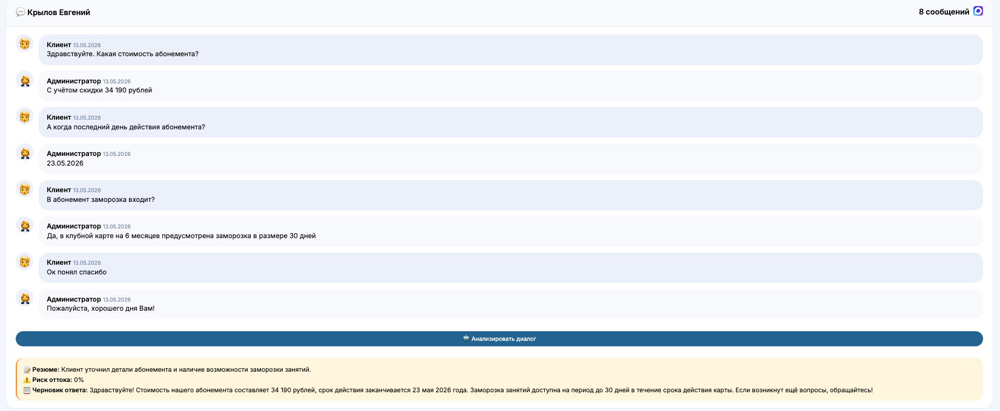 Крылов Евгений
8 сообщений
Клиент 13.05.2026
Здравствуйте. Какая стоимость абонемента?
Администратор 13.05.2026
С учётом скидки 34 190 рублей
Клиент 13.05.2026
А когда последний день действия абонемента?
Администратор 13.05.2026
23.05.2026
Клиент 13.05.2026
В абонемент заморозка входит?
Администратор 13.05.2026
Да, в клубной карте на 6 месяцев предусмотрена заморозка в размере 30 дней
Клиент 13.05.2026
Ок понял спасибо
Администратор 13.05.2026
Пожалуйста, хорошего дня Вам!
Анализировать диалог
Резюме: Клиент уточнил детали абонемента и наличие возможности заморозки занятий.
Риск оттока: 0%
Черновик ответа: Здравствуйте! Стоимость нашего абонемента составляет 34 190 рублей, срок действия заканчивается 23 мая 2026 года. Заморозка занятий доступна на период до 30 дней в течение срока действия карты. Если возникнут ещё вопросы, обращайтесь!